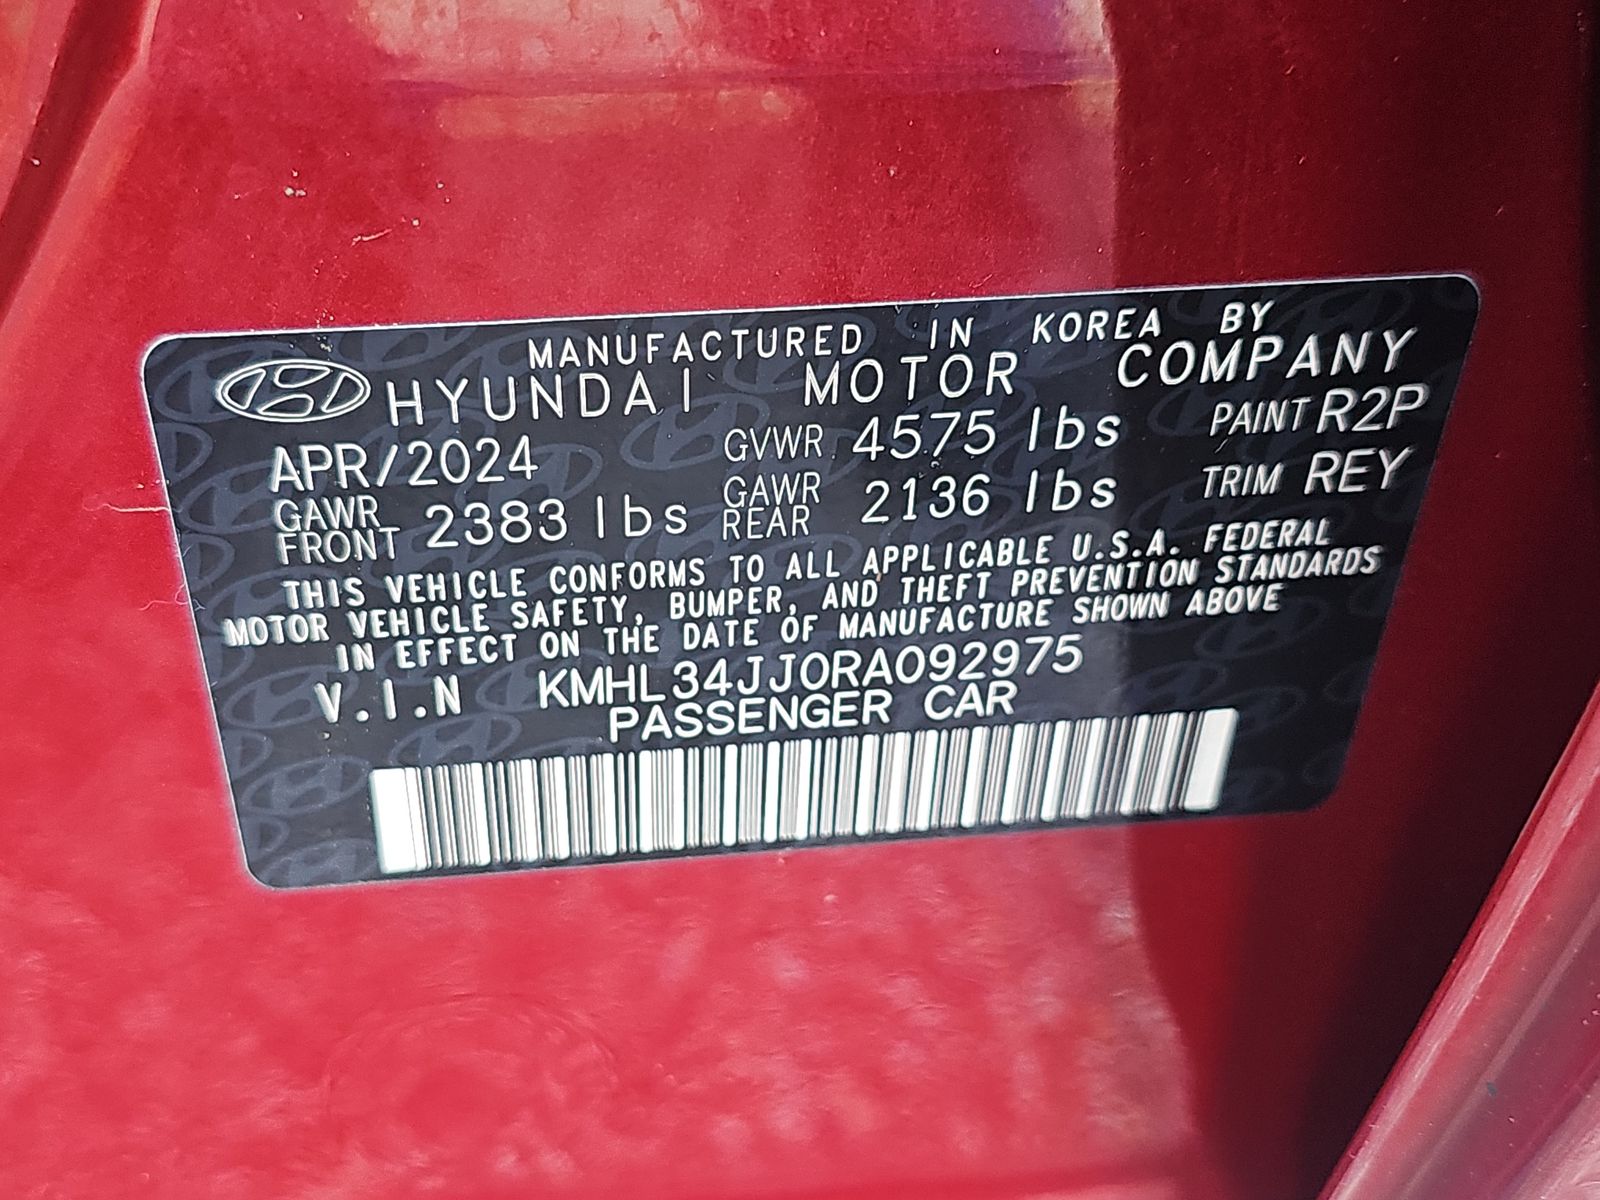 MANUFACTURED IN KOREA BY
HYUNDAI MOTOR COMPANY
APR/2024 GVWR 4575 lbs PAINT R2P
GAWR FRONT 2383 lbs GAWR REAR 2136 lbs TRIM REY
THIS VEHICLE CONFORMS TO ALL APPLICABLE U.S.A. FEDERAL
MOTOR VEHICLE SAFETY, BUMPER, AND THEFT PREVENTION STANDARDS
IN EFFECT ON THE DATE OF MANUFACTURE SHOWN ABOVE
V.I.N KMHL34JJ0RA092975
PASSENGER CAR